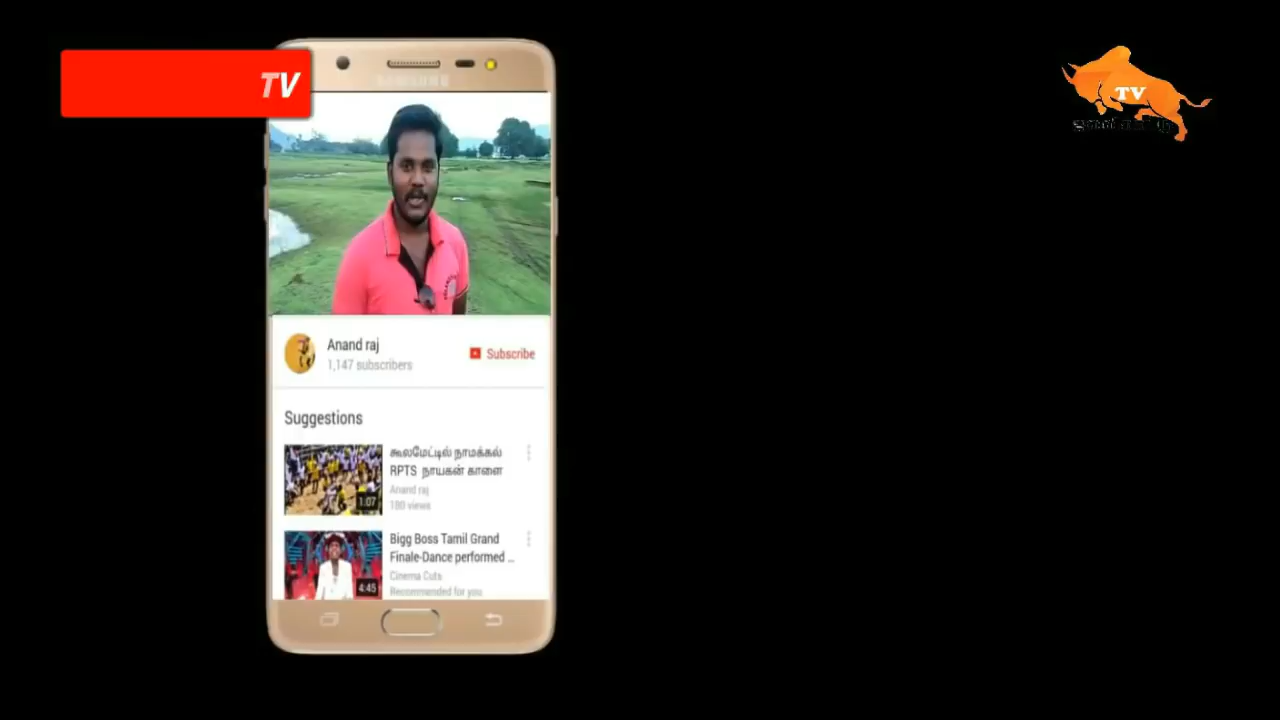 TV
SAMSUNG
TV
Anand raj
1,147 subscribers
Subscribe
Suggestions
கூலமேட்டில் நாமக்கல்
RPTS நாயகன் காளை
Anand raj
180 views
1:07
Bigg Boss Tamil Grand
Finale-Dance performed ...
Cinema Cuts
Recommended for you
4:45